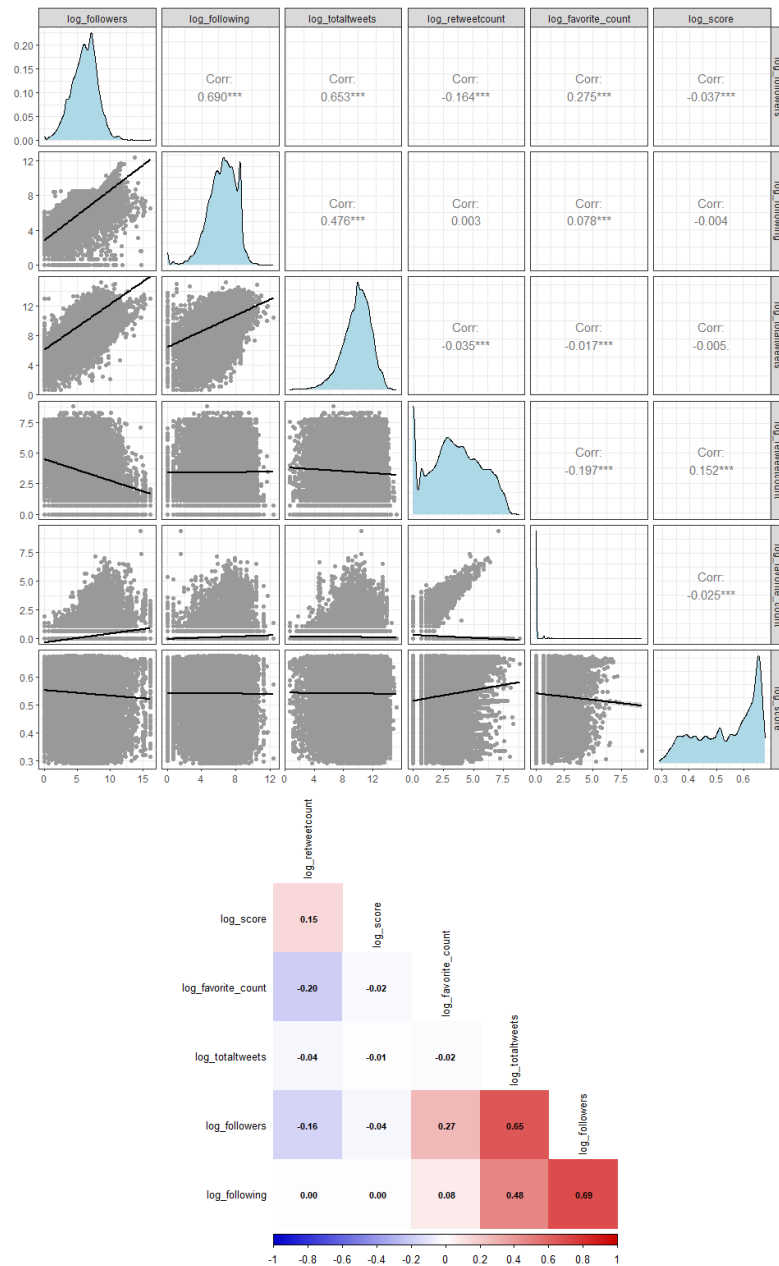 log_followers log_following log_totaltweets log_retweetcount log_favorite_count log_score
0.20
0.15
0.10
0.05
0.00
Corr:
0.690***
Corr:
0.653***
Corr:
-0.164***
Corr:
0.275***
Corr:
-0.037***
log_followers
12
8
4
0
Corr:
0.476***
Corr:
0.003
Corr:
0.078***
Corr:
-0.004
log_following
12
8
4
0
Corr:
-0.035***
Corr:
-0.017***
Corr:
-0.005.
log_totaltweets
7.5
5.0
2.5
0.0
Corr:
-0.197***
Corr:
0.152***
log_retweetcount
7.5
5.0
2.5
0.0
Corr:
-0.025***
log_favorite_count
0.6
0.5
0.4
0.3
log_score
0 5 10 15 0 4 8 12 0 4 8 12 0.0 2.5 5.0 7.5 0.0 2.5 5.0 7.5 0.3 0.4 0.5 0.6
log_retweetcount
log_score 0.15
log_score
log_favorite_count -0.20 -0.02
log_favorite_count
log_totaltweets -0.04 -0.01 -0.02
log_totaltweets
log_followers -0.16 -0.04 0.27 0.65
log_followers
log_following 0.00 0.00 0.08 0.48 0.69
-1 -0.8 -0.6 -0.4 -0.2 0 0.2 0.4 0.6 0.8 1